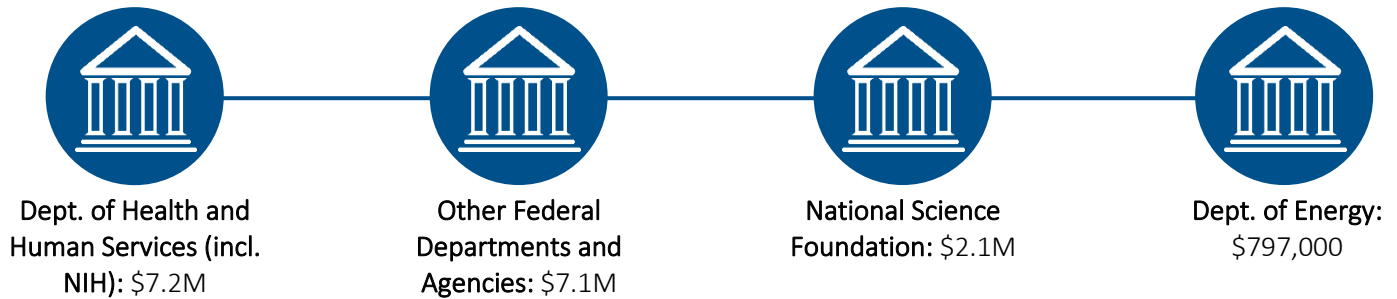 Dept. of Health and
Human Services (incl.
NIH): $7.2M
Other Federal
Departments and
Agencies: $7.1M
National Science
Foundation: $2.1M
Dept. of Energy:
$797,000